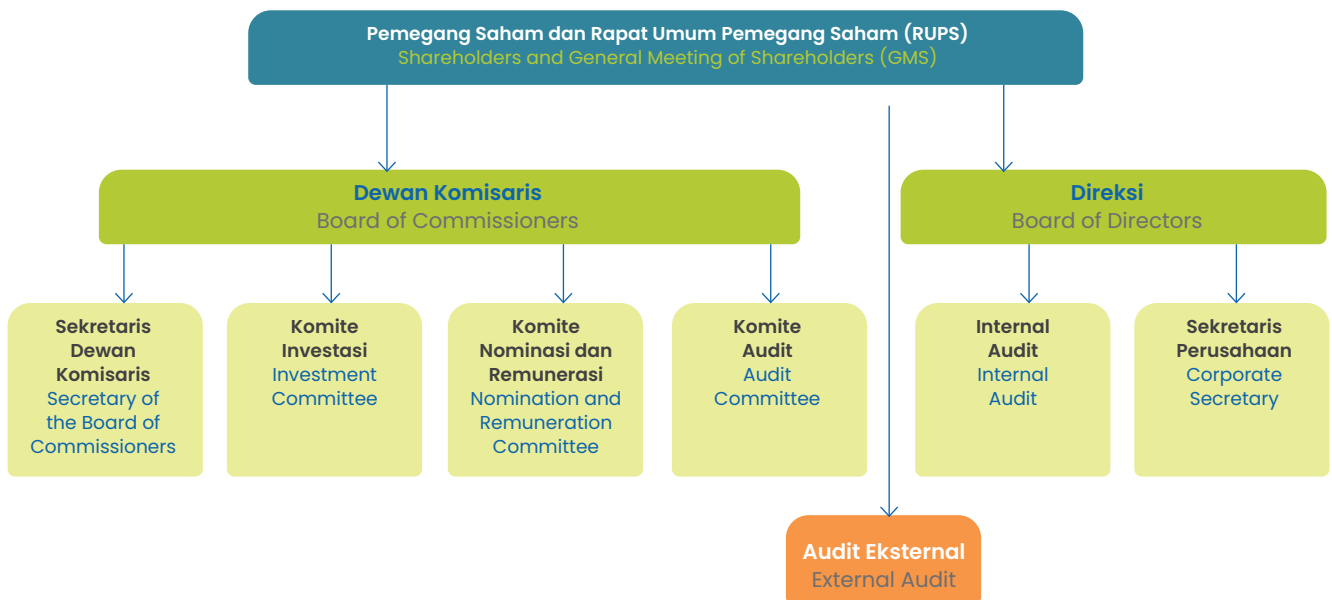 Pemegang Saham dan Rapat Umum Pemegang Saham (RUPS)
Shareholders and General Meeting of Shareholders (GMS)
Dewan Komisaris
Board of Commissioners
Direksi
Board of Directors
Sekretaris
Dewan
Komisaris
Secretary of
the Board of
Commissioners
Komite
Investasi
Investment
Committee
Komite
Nominasi dan
Remunerasi
Nomination and
Remuneration
Committee
Komite
Audit
Audit
Committee
Internal
Audit
Internal
Audit
Sekretaris
Perusahaan
Corporate
Secretary
Audit Eksternal
External Audit